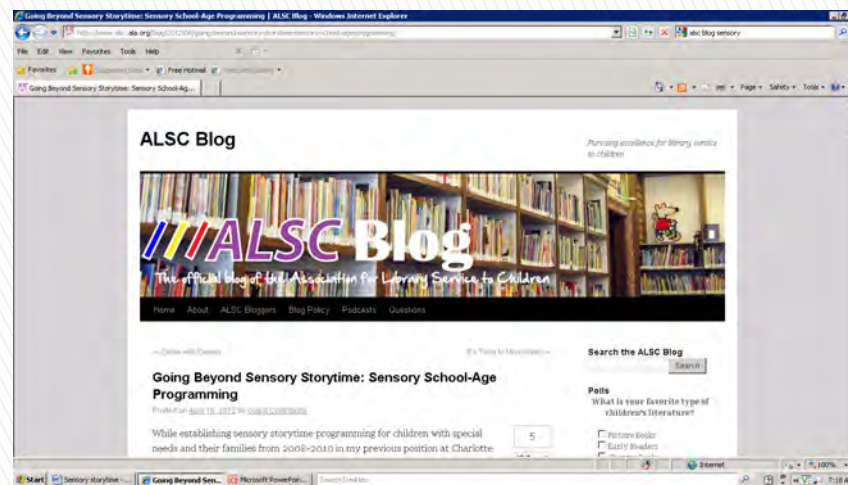 Going Beyond Sensory Storytime: Sensory School-Age Programming | ALSC Blog - Windows Internet Explorer
alsc blog sensory
File Edit View Favorites Tools Help
Favorites Free Hotmail
Going Beyond Sensory Storytime: Sensory School-Ag...
Page Safety Tools
ALSC Blog
Pursuing excellence for library service
to children
///ALSC Blog
The official blog of the Association for Library Service to Children
Home About ALSC Bloggers Blog Policy Podcasts Questions
Search the ALSC Blog
Search
Going Beyond Sensory Storytime: Sensory School-Age
Programming
Polls
What is your favorite type of
children's literature?
While establishing sensory storytime programming for children with special
needs and their families from 2008-2010 in my previous position at Charlotte
5
Picture Books
Early Readers
Internet
100%
Start Sensory storytime - ... Going Beyond Sen... Microsoft PowerPoin...